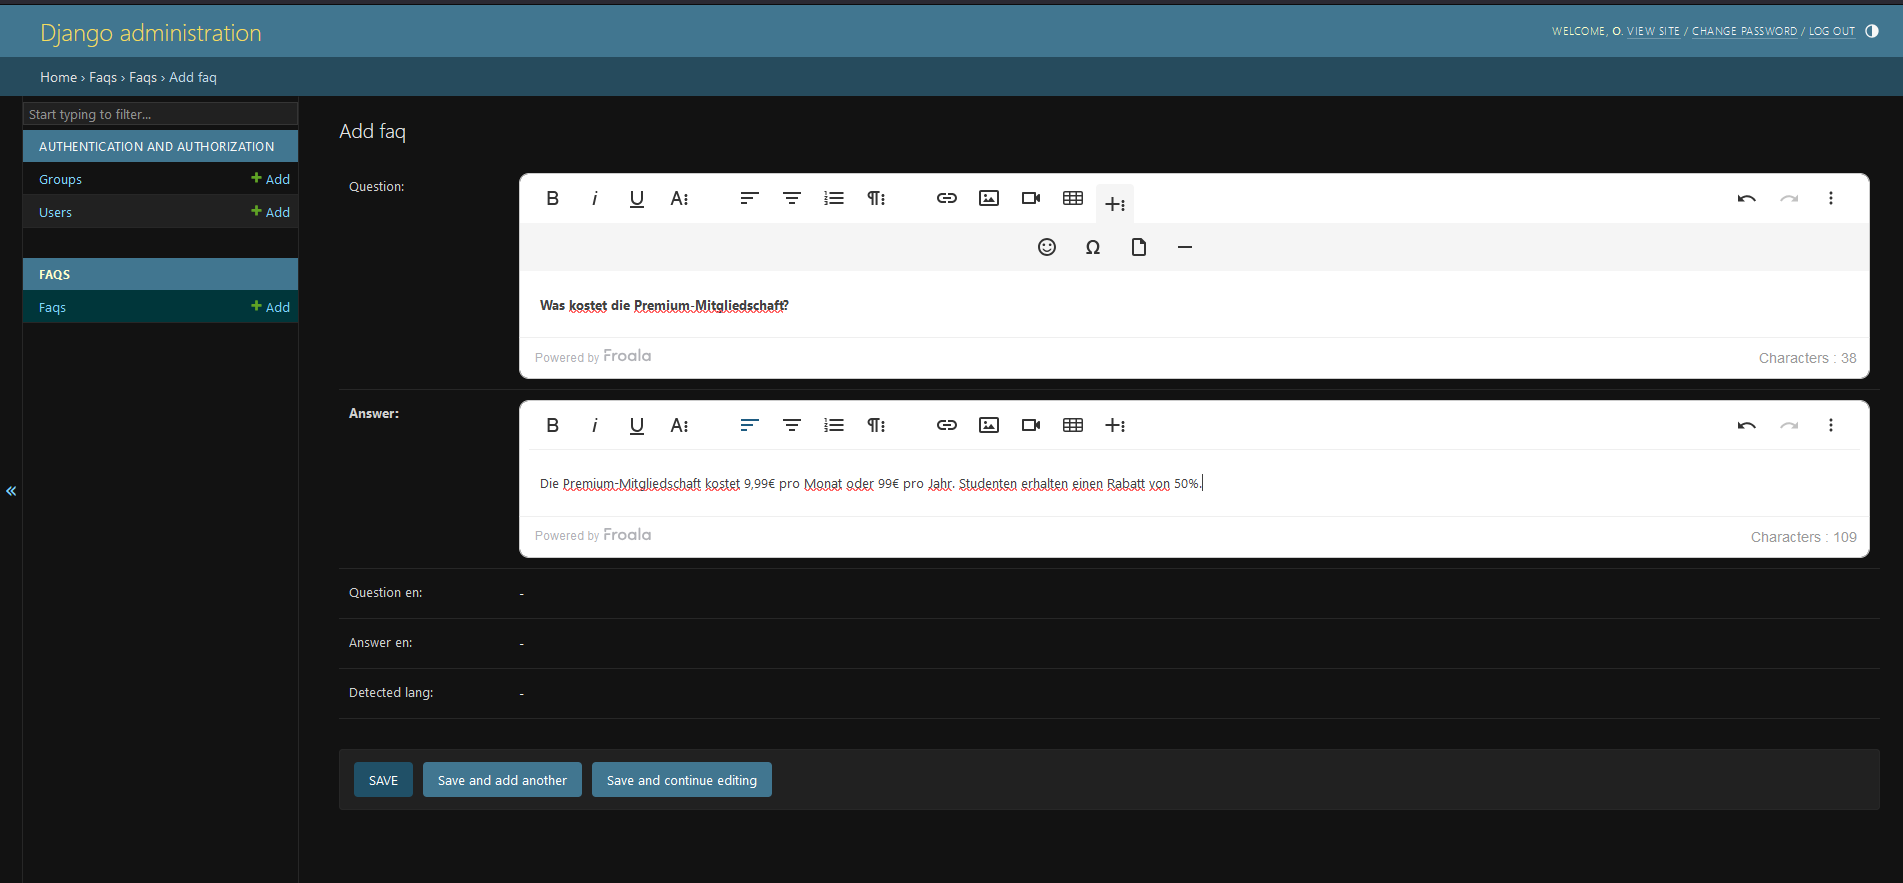 Django administration
WELCOME, O. VIEW SITE / CHANGE PASSWORD / LOG OUT
Home › Faqs › Faqs › Add faq
Start typing to filter...
AUTHENTICATION AND AUTHORIZATION
Groups + Add
Users + Add
FAQS
Faqs + Add
«
Add faq
Question:
B i U A
Ω
Was kostet die Premium-Mitgliedschaft?
Powered by Froala
Characters : 38
Answer:
B i U A
Die Premium-Mitgliedschaft kostet 9,99€ pro Monat oder 99€ pro Jahr. Studenten erhalten einen Rabatt von 50%.
Powered by Froala
Characters : 109
Question en: -
Answer en: -
Detected lang: -
SAVE Save and add another Save and continue editing